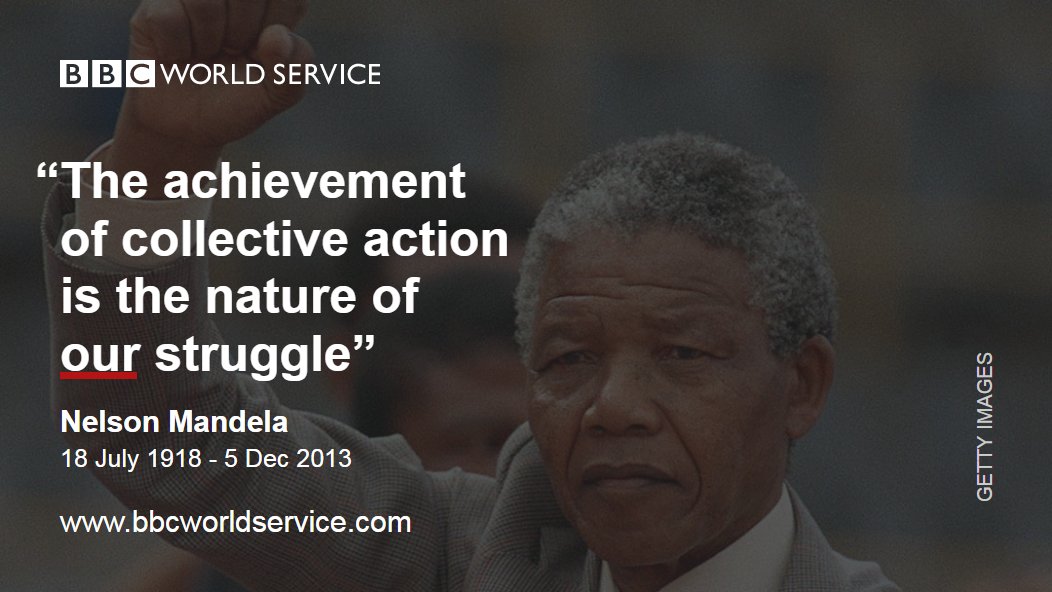 BBC WORLD SERVICE
“The achievement
of collective action
is the nature of
our struggle”
Nelson Mandela
18 July 1918 - 5 Dec 2013
www.bbcworldservice.com
GETTY IMAGES